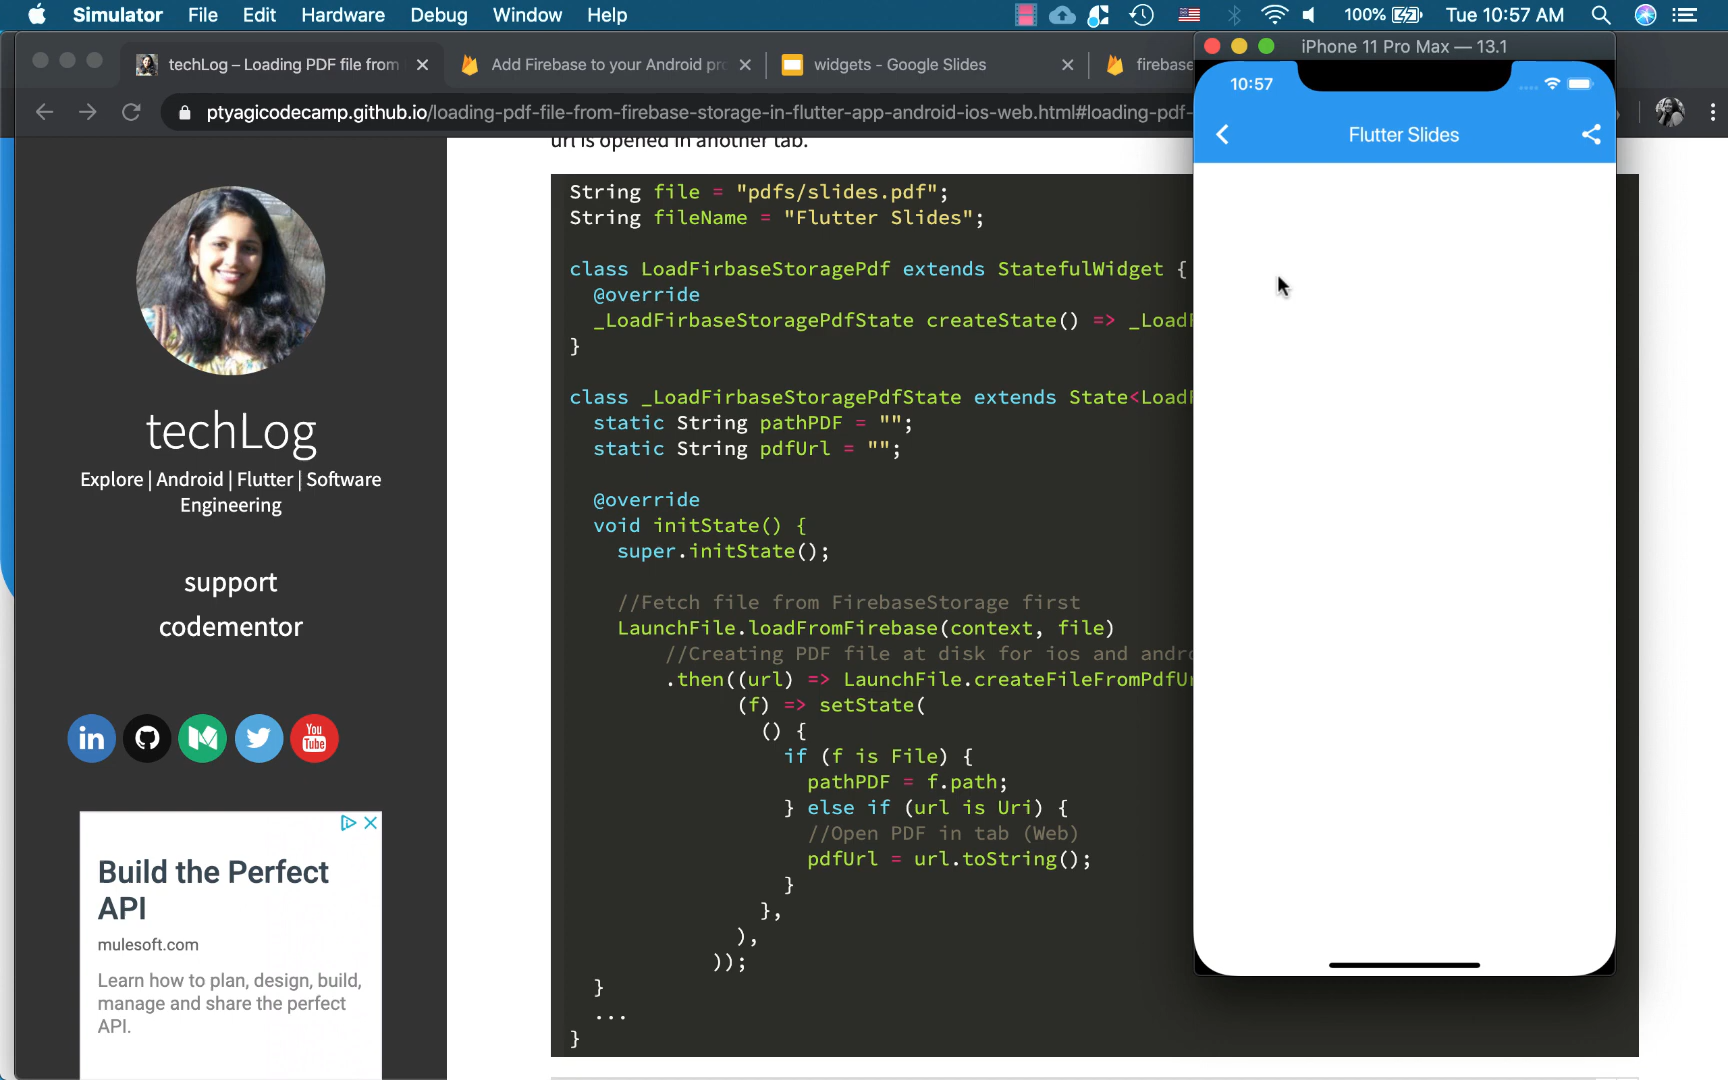 Simulator File Edit Hardware Debug Window Help 100% Tue 10:57 AM
techLog – Loading PDF file from
Add Firebase to your Android pro
widgets - Google Slides
firebase
ptyagicodecamp.github.io/loading-pdf-file-from-firebase-storage-in-flutter-app-android-ios-web.html#loading-pdf-
iPhone 11 Pro Max — 13.1
10:57
Flutter Slides
techLog
Explore | Android | Flutter | Software
Engineering
support
codementor
in
You
Tube
Build the Perfect
API
mulesoft.com
Learn how to plan, design, build,
manage and share the perfect
API.
url is opened in another tab.
String file = "pdfs/slides.pdf";
String fileName = "Flutter Slides";
class LoadFirbaseStoragePdf extends StatefulWidget {
@override
_LoadFirbaseStoragePdfState createState() => _Load
}
class _LoadFirbaseStoragePdfState extends State<Load
static String pathPDF = "";
static String pdfUrl = "";
@override
void initState() {
super.initState();
//Fetch file from FirebaseStorage first
LaunchFile.loadFromFirebase(context, file)
//Creating PDF file at disk for ios and andr
.then((url) => LaunchFile.createFileFromPdfU
(f) => setState(
() {
if (f is File) {
pathPDF = f.path;
} else if (url is Uri) {
//Open PDF in tab (Web)
pdfUrl = url.toString();
}
},
),
));
}
...
}